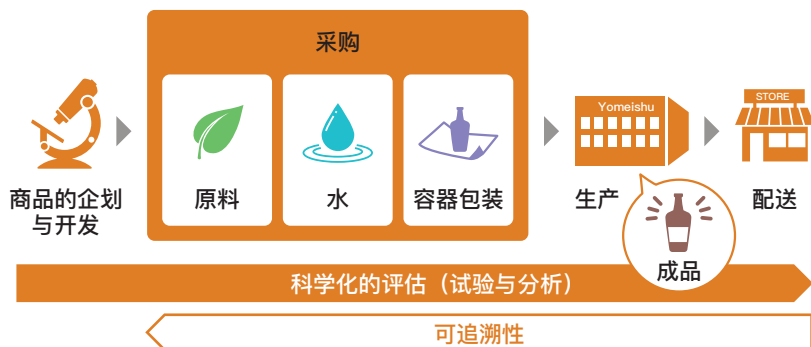 采购
商品的企划
与开发
原料
水
容器包装
Yomeishu
生产
STORE
配送
成品
科学化的评估（试验与分析）
可追溯性